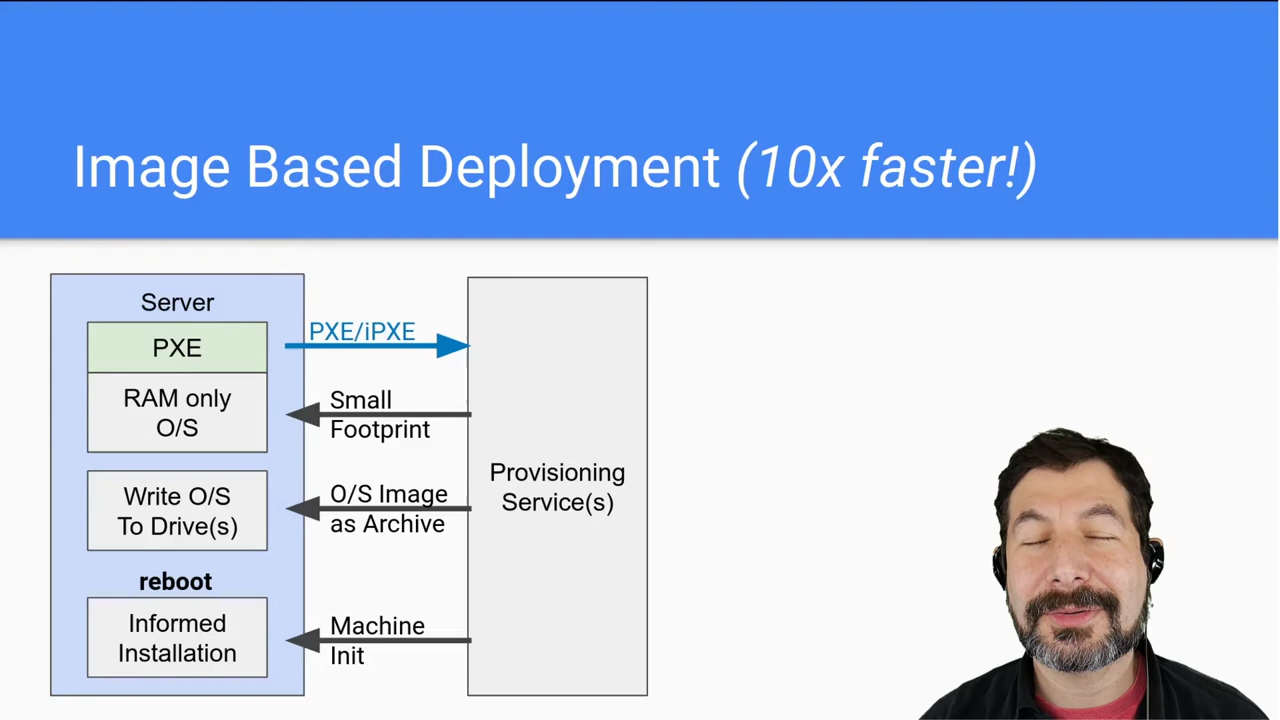 Image Based Deployment (10x faster!)
Server
PXE
RAM only
O/S
Write O/S
To Drive(s)
reboot
Informed
Installation
PXE/iPXE
Small
Footprint
O/S Image
as Archive
Machine
Init
Provisioning
Service(s)